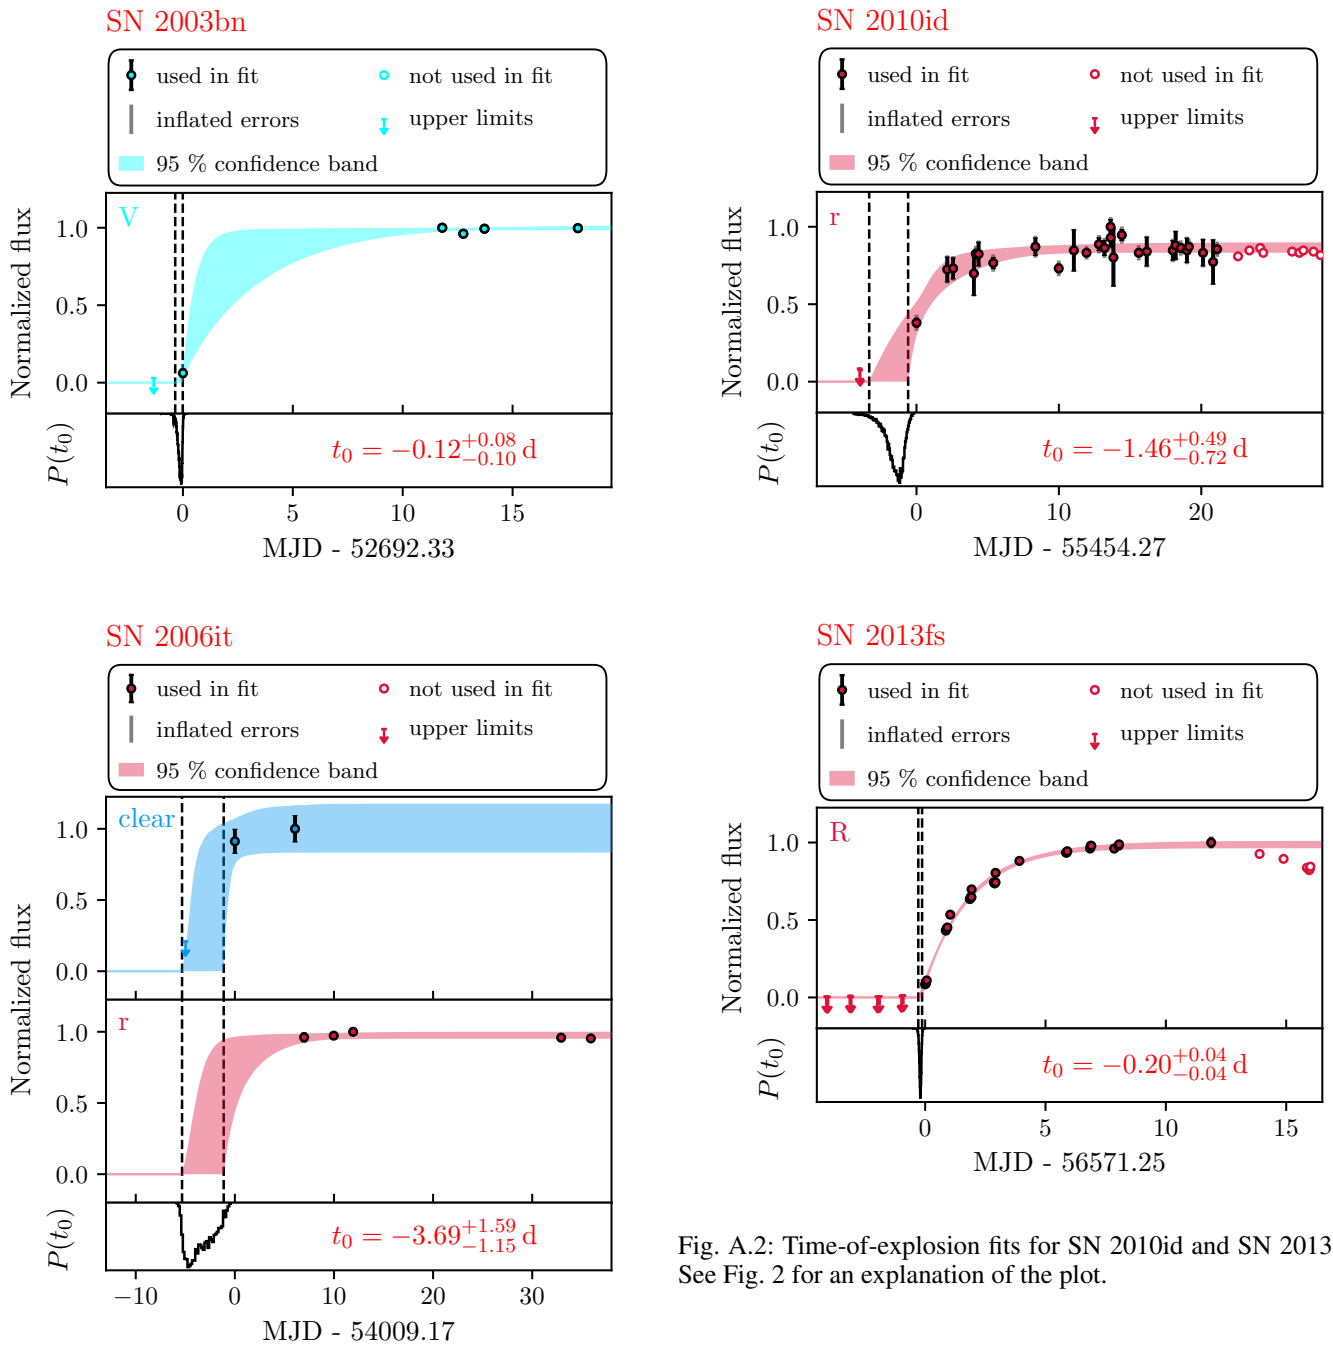 SN 2003bn
used in fit
not used in fit
inflated errors
upper limits
95 % confidence band
V
Normalized flux
1.0
0.5
0.0
P(t₀)
t₀ = −0.12 +0.08 −0.10 d
0 5 10 15
MJD - 52692.33
SN 2010id
used in fit
not used in fit
inflated errors
upper limits
95 % confidence band
r
Normalized flux
1.0
0.5
0.0
P(t₀)
t₀ = −1.46 +0.49 −0.72 d
0 10 20
MJD - 55454.27
SN 2006it
used in fit
not used in fit
inflated errors
upper limits
95 % confidence band
clear
Normalized flux
1.0
0.5
0.0
r
1.0
0.5
0.0
P(t₀)
t₀ = −3.69 +1.59 −1.15 d
−10 0 10 20 30
MJD - 54009.17
SN 2013fs
used in fit
not used in fit
inflated errors
upper limits
95 % confidence band
R
Normalized flux
1.0
0.5
0.0
P(t₀)
t₀ = −0.20 +0.04 −0.04 d
0 5 10 15
MJD - 56571.25
Fig. A.2: Time-of-explosion fits for SN 2010id and SN 2013
See Fig. 2 for an explanation of the plot.